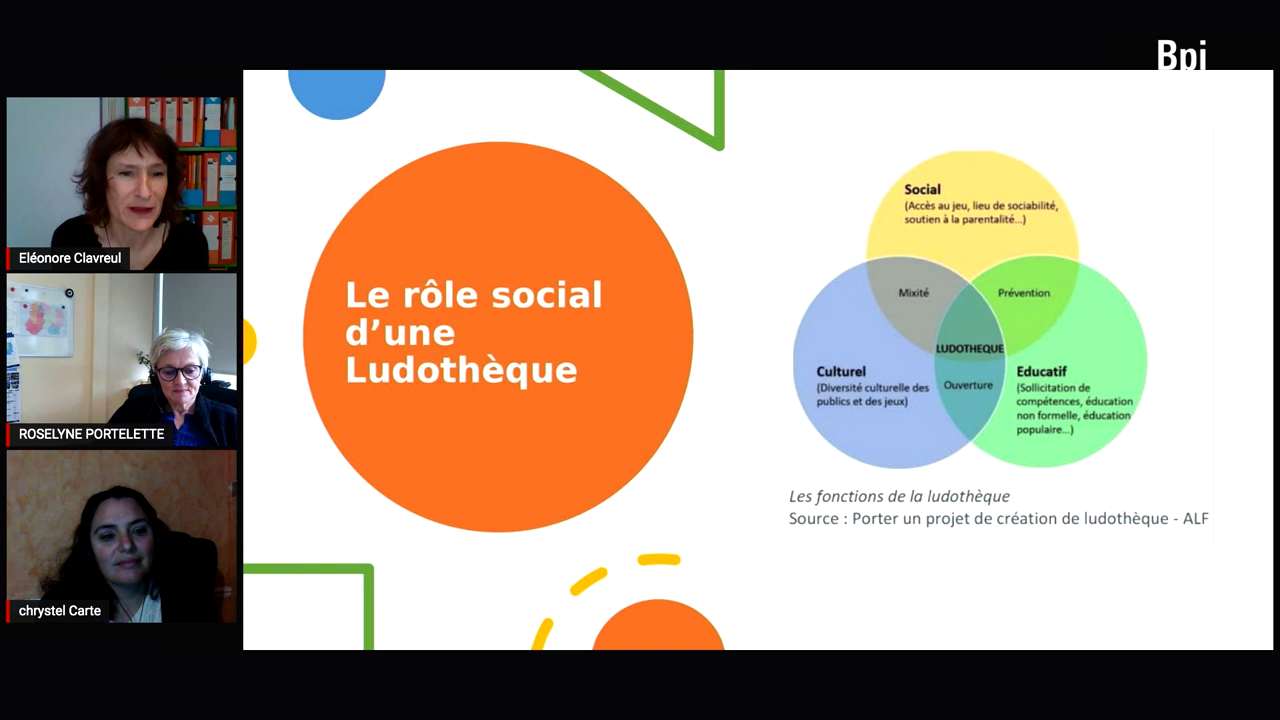 Bpi
Eléonore Clavreul
ROSELYNE PORTELETTE
chrystel Carte
Le rôle social
d’une
Ludothèque
Social
(Accès au jeu, lieu de sociabilité,
soutien à la parentalité...)
Mixité
Prévention
LUDOTHEQUE
Culturel
(Diversité culturelle des
publics et des jeux)
Ouverture
Educatif
(Sollicitation de
compétences, éducation
non formelle, éducation
populaire...)
Les fonctions de la ludothèque
Source : Porter un projet de création de ludothèque - ALF